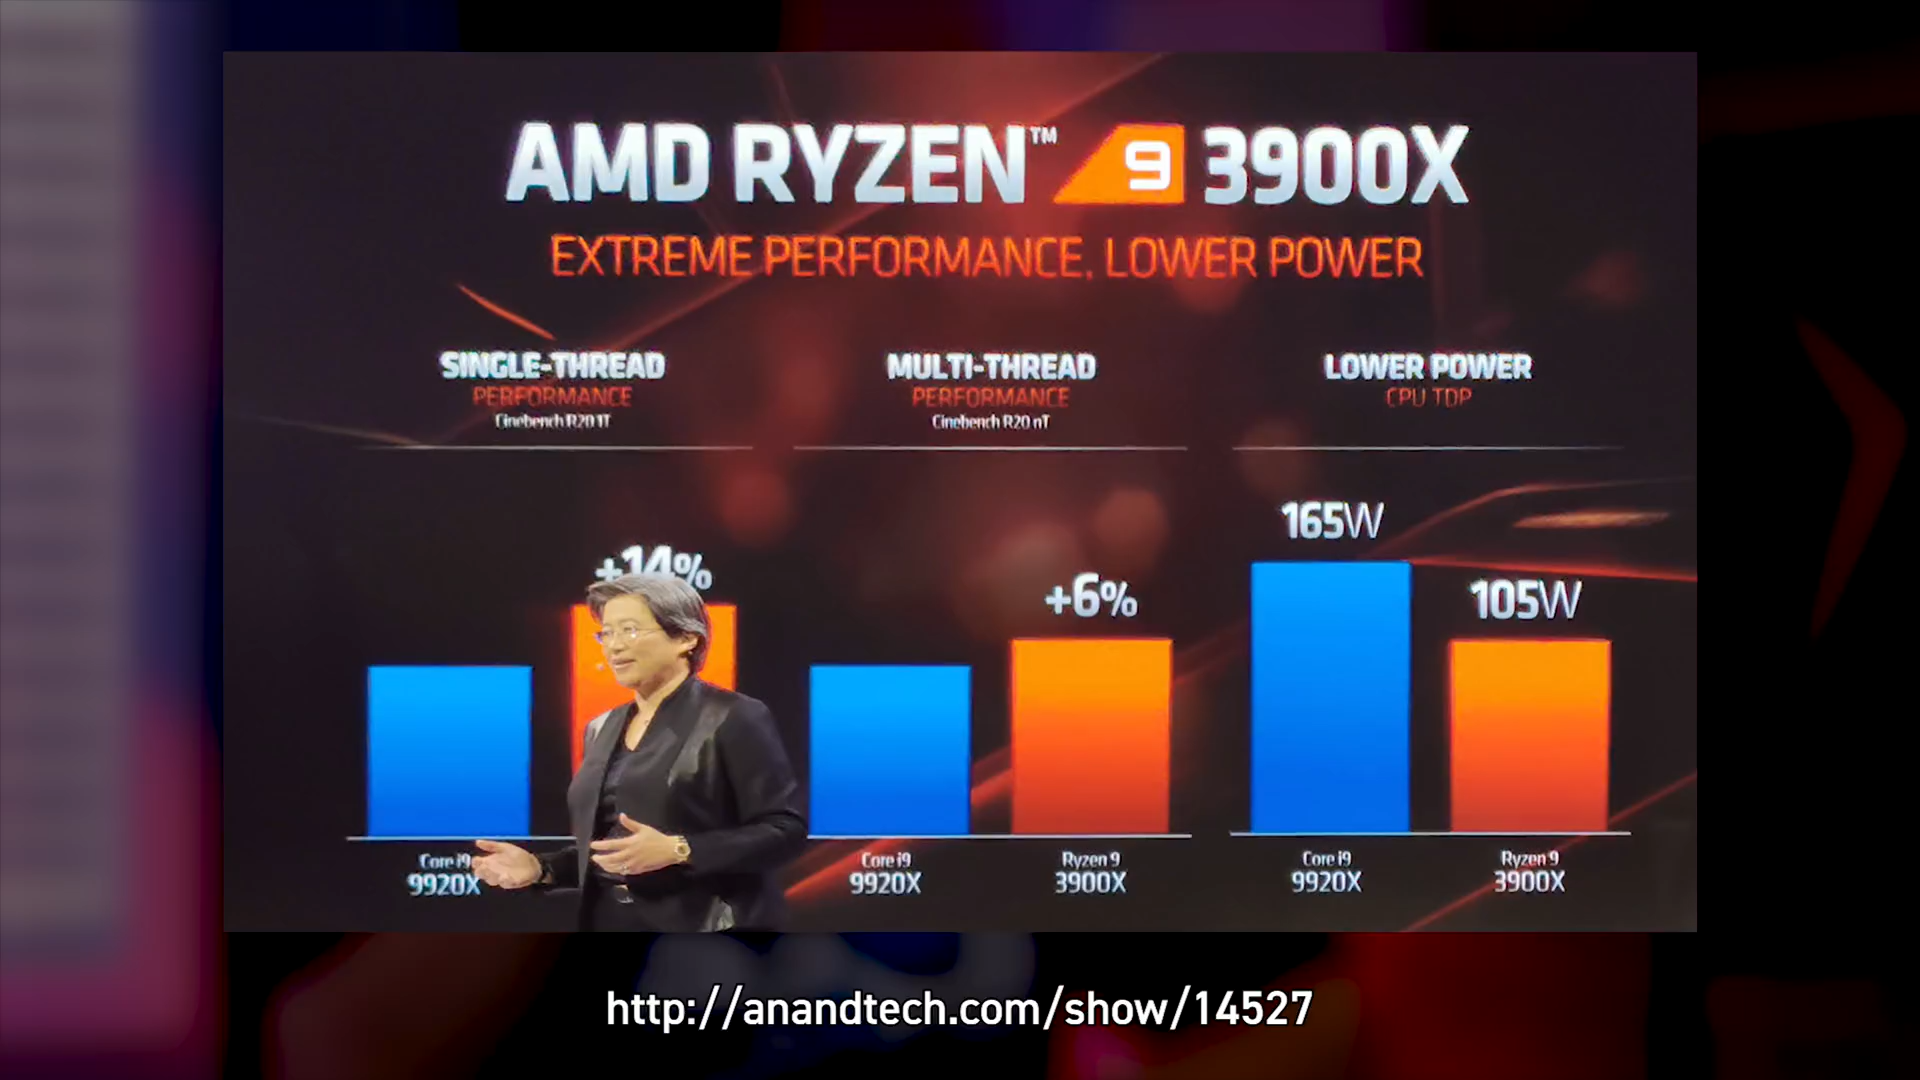 AMD RYZEN™ 9 3900X
EXTREME PERFORMANCE, LOWER POWER
SINGLE-THREAD
PERFORMANCE
Cinebench R20 1T
+14%
Core i9
9920X
MULTI-THREAD
PERFORMANCE
Cinebench R20 nT
+6%
Core i9
9920X
Ryzen 9
3900X
LOWER POWER
CPU TDP
165W
105W
Core i9
9920X
Ryzen 9
3900X
http://anandtech.com/show/14527